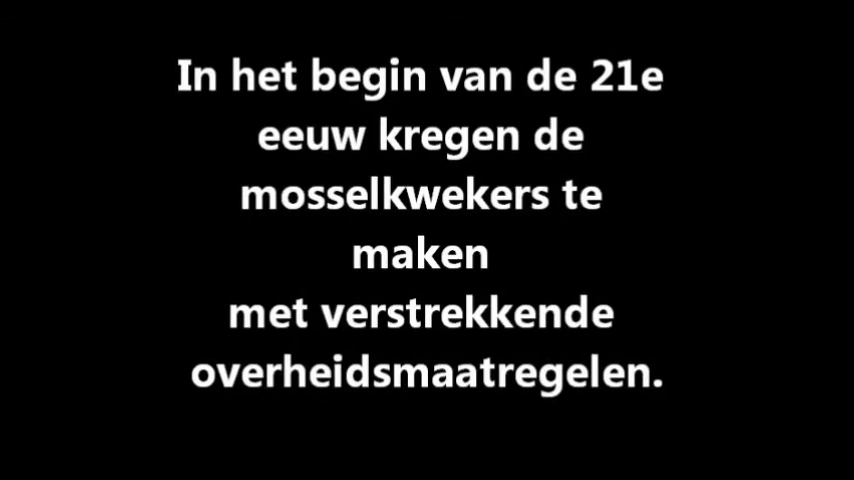 In het begin van de 21e
eeuw kregen de
mosselkwekers te
maken
met verstrekkende
overheidsmaatregelen.